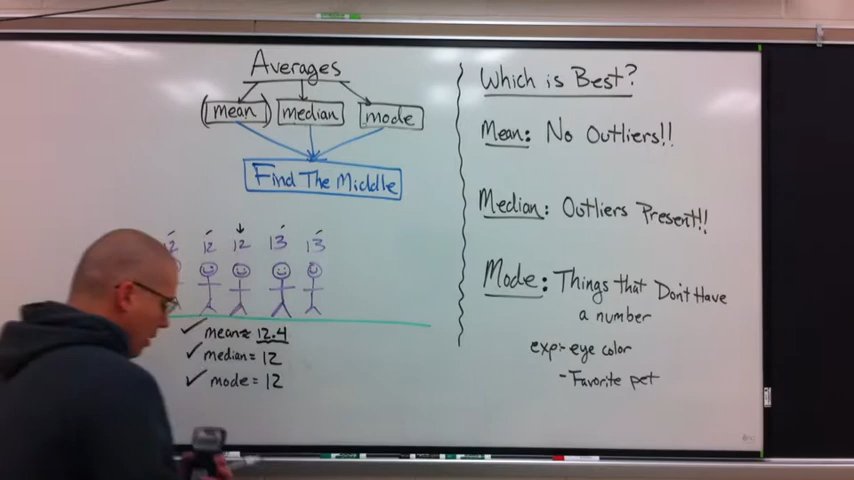 Averages
mean median mode
Find The Middle
12 12 12 13 13
mean≈ 12.4
median= 12
mode= 12
Which is Best?
Mean: No Outliers!!
Median: Outliers Present!!
Mode: Things that Don't Have
a number
exp:- eye color
- Favorite pet